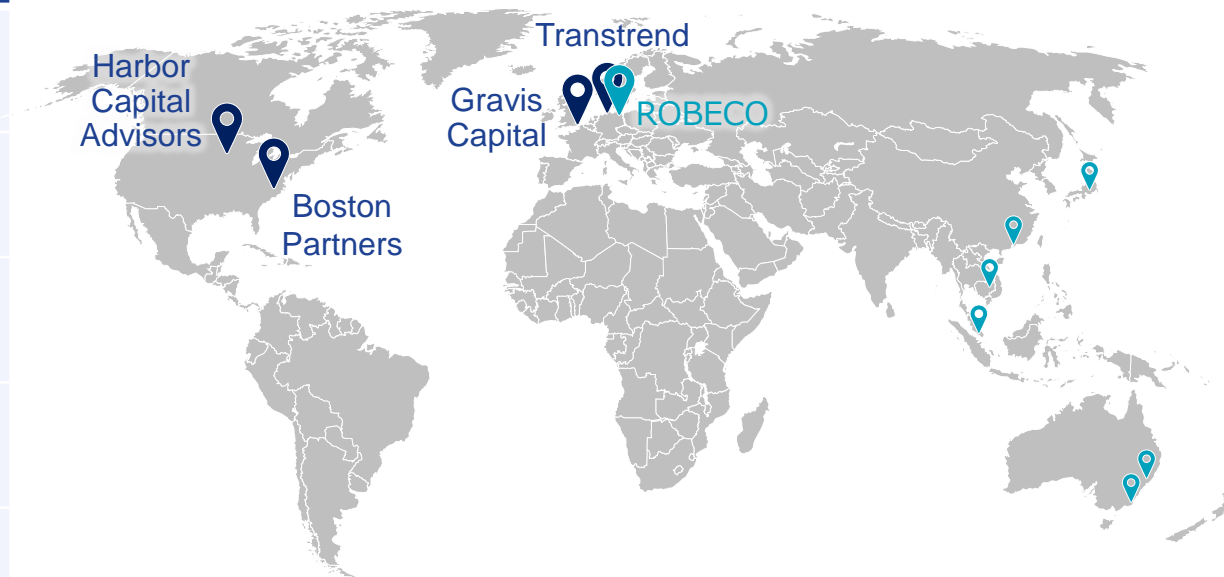 Transtrend
Harbor
Capital
Advisors
Gravis
Capital
ROBECO
Boston
Partners